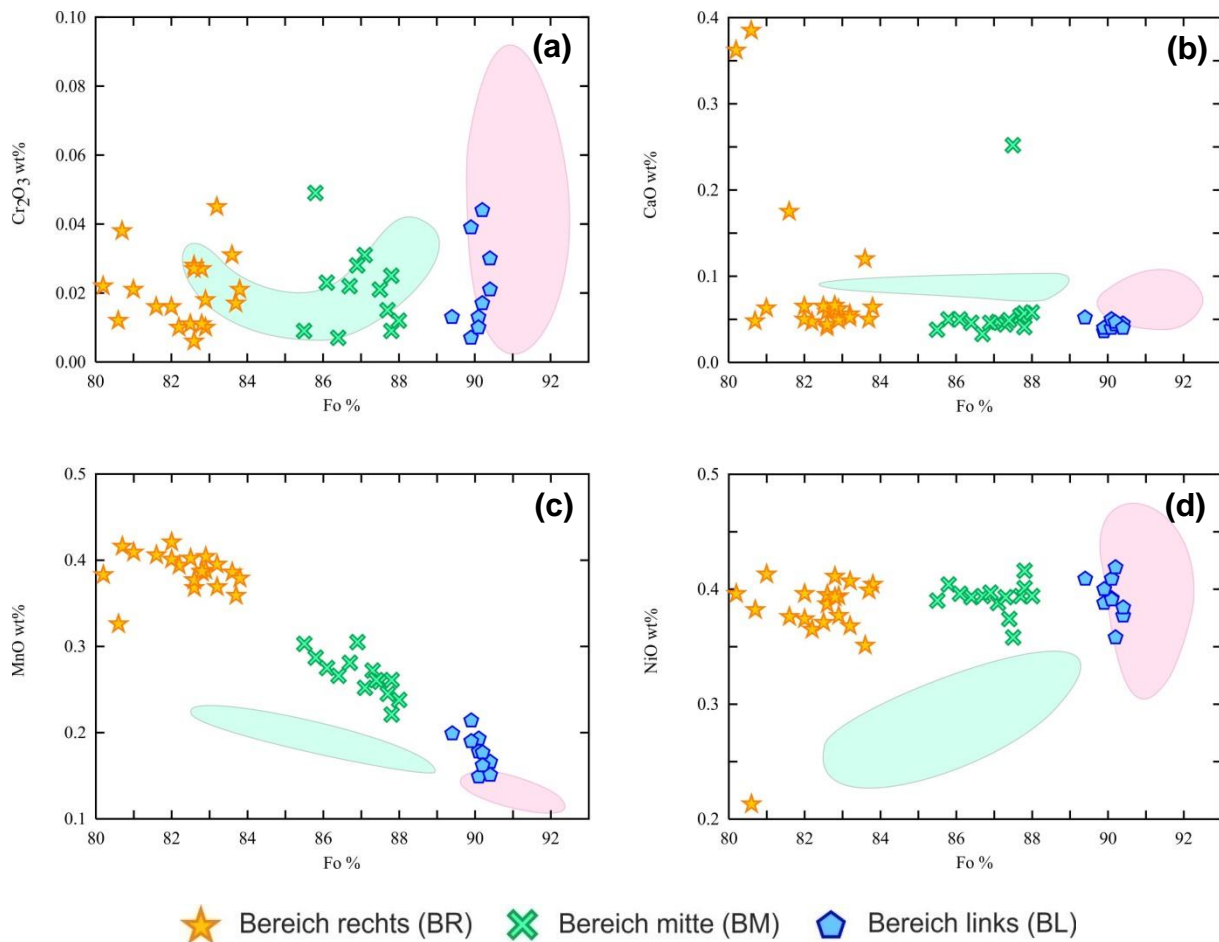 (a)
Cr2O3 wt%
0.10
0.08
0.06
0.04
0.02
0.00
80 82 84 86 88 90 92
Fo %
(b)
CaO wt%
0.4
0.3
0.2
0.1
0.0
80 82 84 86 88 90 92
Fo %
(c)
MnO wt%
0.5
0.4
0.3
0.2
0.1
80 82 84 86 88 90 92
Fo %
(d)
NiO wt%
0.5
0.4
0.3
0.2
80 82 84 86 88 90 92
Fo %
Bereich rechts (BR) Bereich mitte (BM) Bereich links (BL)